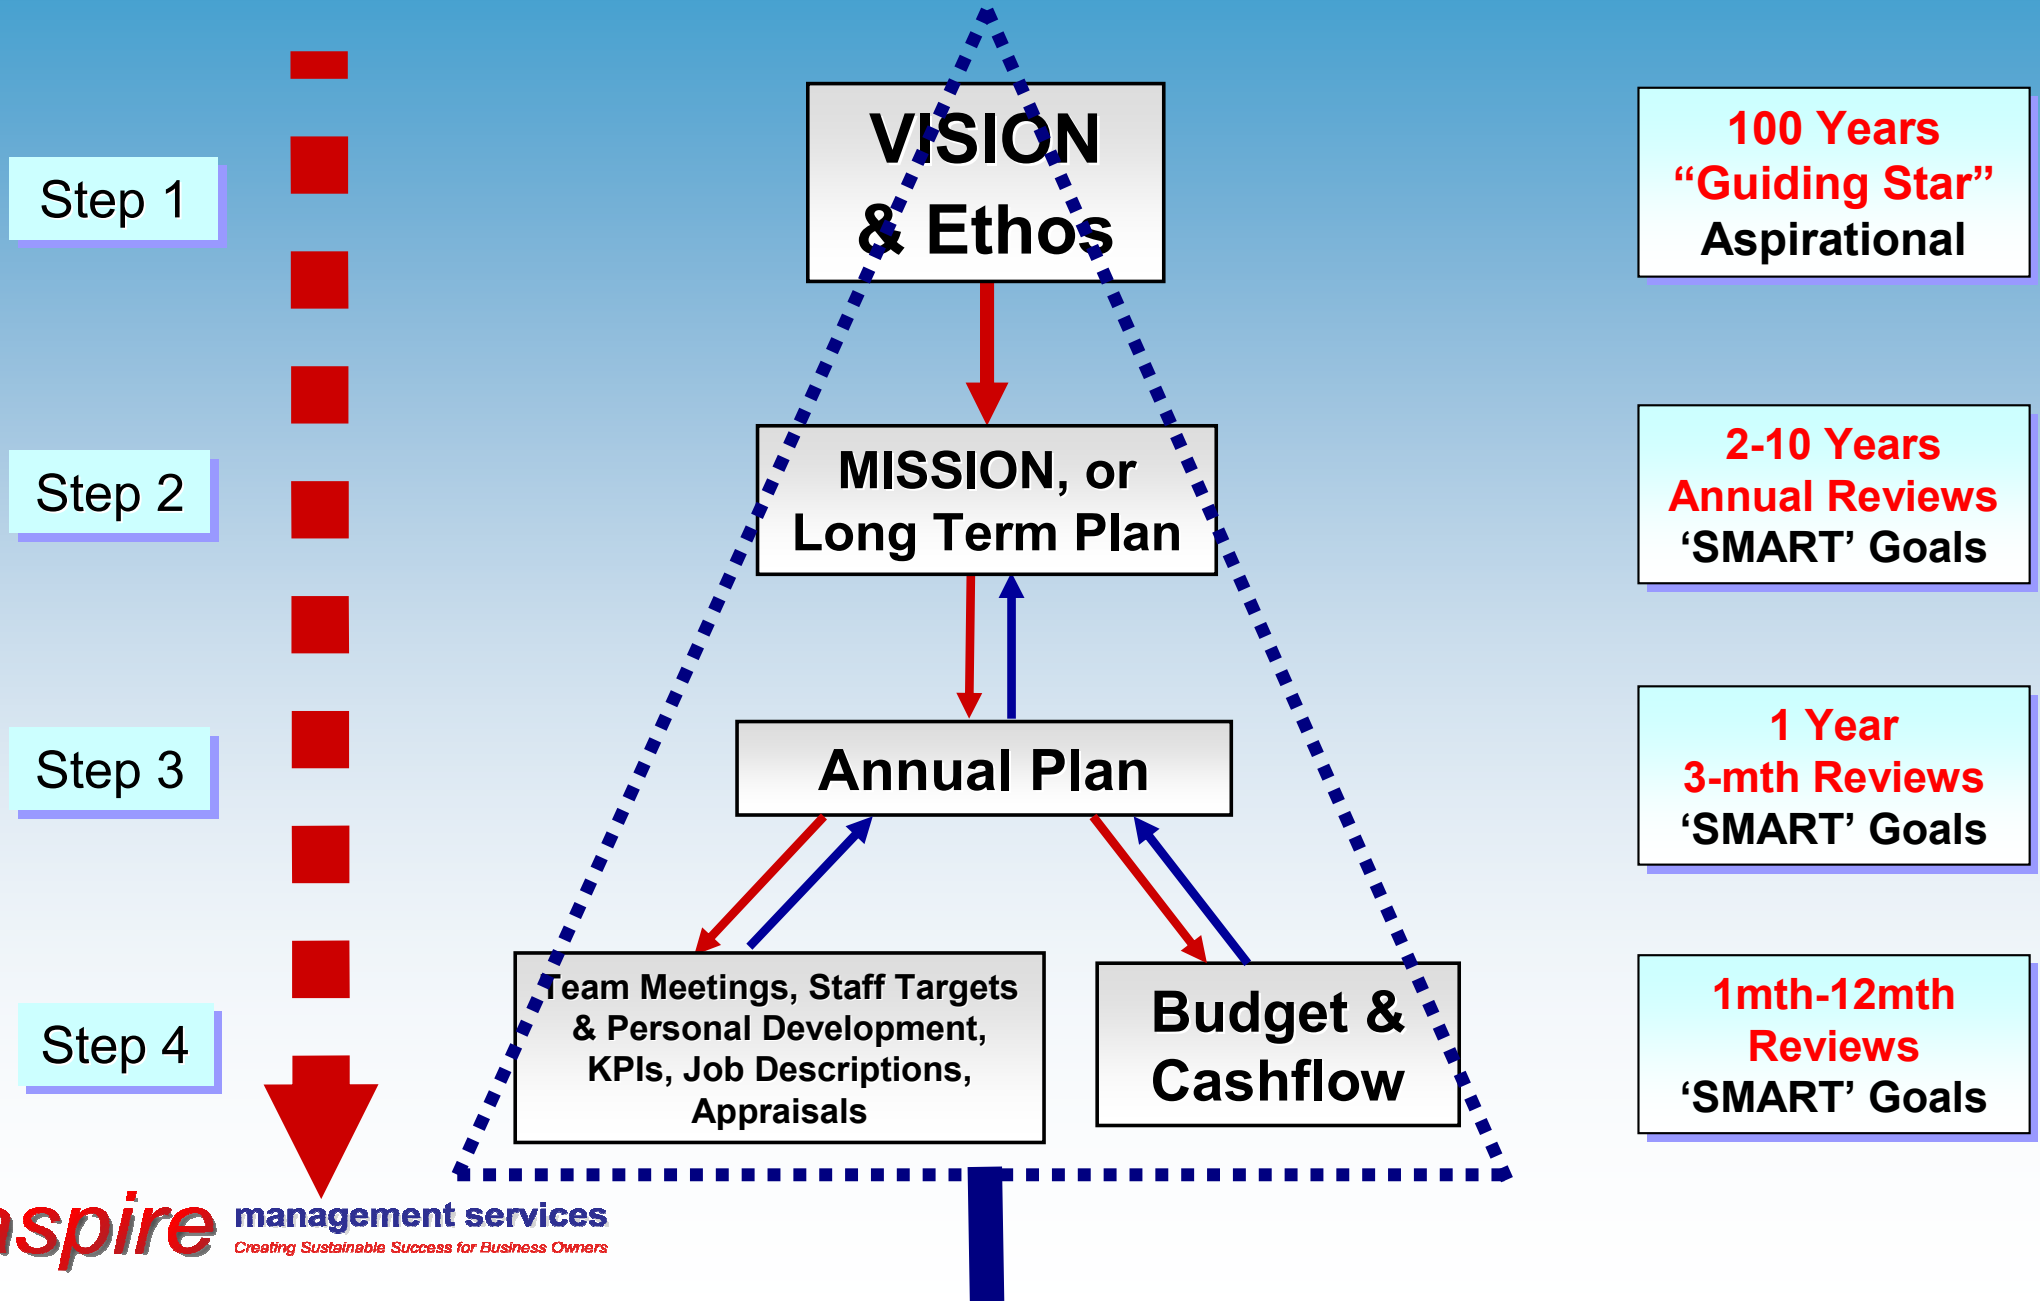 Step 1
VISION
& Ethos
100 Years
“Guiding Star”
Aspirational
Step 2
MISSION, or
Long Term Plan
2-10 Years
Annual Reviews
‘SMART’ Goals
Step 3
Annual Plan
1 Year
3-mth Reviews
‘SMART’ Goals
Step 4
Team Meetings, Staff Targets
& Personal Development,
KPIs, Job Descriptions,
Appraisals
Budget &
Cashflow
1mth-12mth
Reviews
‘SMART’ Goals
aspire
management services
Creating Sustainable Success for Business Owners